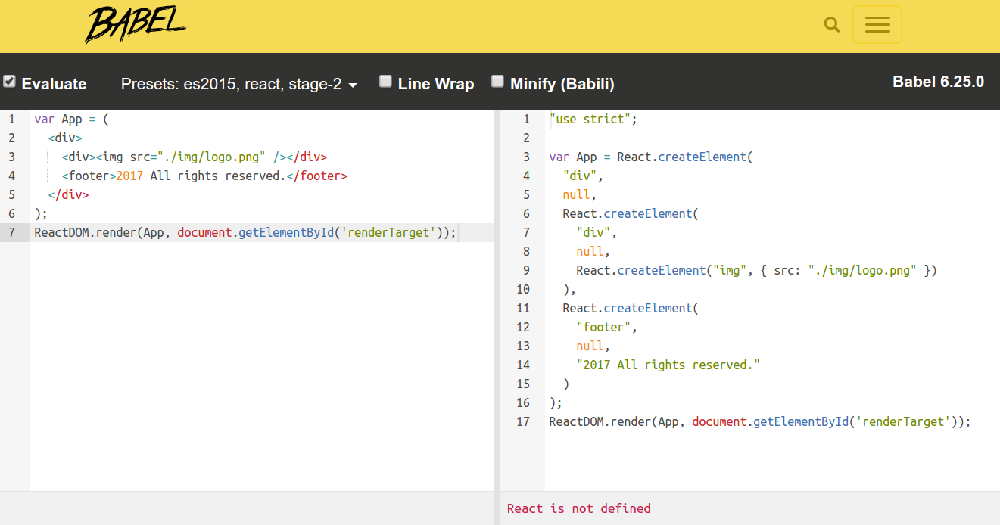 BABEL
Evaluate Presets: es2015, react, stage-2 Line Wrap Minify (Babili) Babel 6.25.0
1 var App = (
2 <div>
3 <div><img src="./img/logo.png" /></div>
4 <footer>2017 All rights reserved.</footer>
5 </div>
6 );
7 ReactDOM.render(App, document.getElementById('renderTarget'));
1 "use strict";
2
3 var App = React.createElement(
4 "div",
5 null,
6 React.createElement(
7 "div",
8 null,
9 React.createElement("img", { src: "./img/logo.png" })
10 ),
11 React.createElement(
12 "footer",
13 null,
14 "2017 All rights reserved."
15 )
16 );
17 ReactDOM.render(App, document.getElementById('renderTarget'));
React is not defined